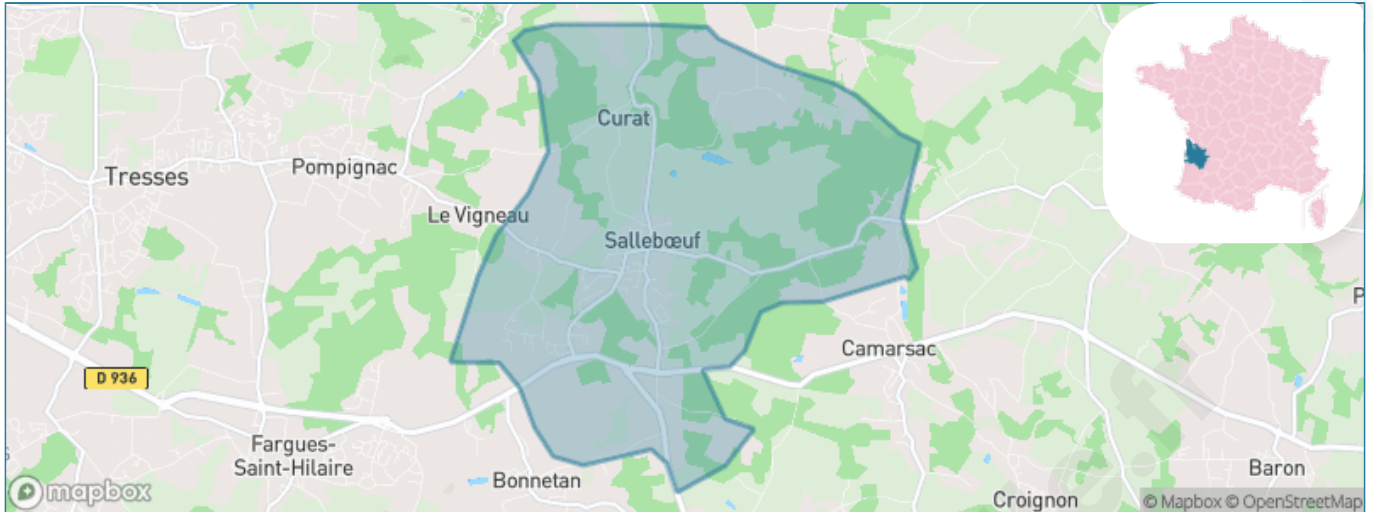 Curat
Pompignac
Tresses
Le Vigneau
Sallebœuf
Camarsac
D 936
Fargues-
Saint-Hilaire
Bonnetan
Baron
Croignon
mapbox
© Mapbox © OpenStreetMap